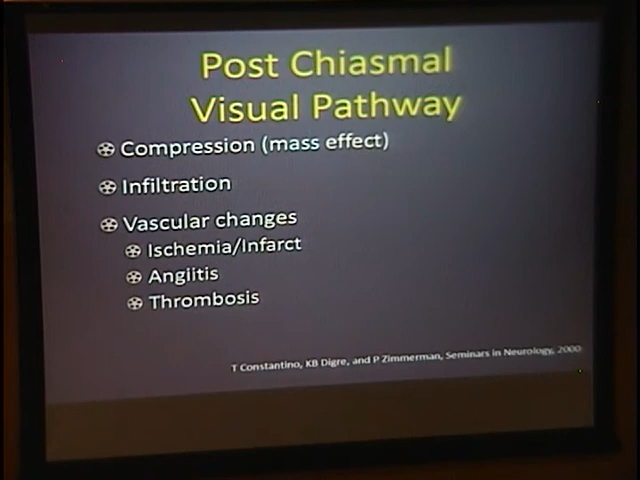 Post Chiasmal
Visual Pathway
Compression (mass effect)
Infiltration
Vascular changes
Ischemia/Infarct
Angiitis
Thrombosis
T Constantino, KB Digre, and P Zimmerman, Seminars in Neurology, 2000